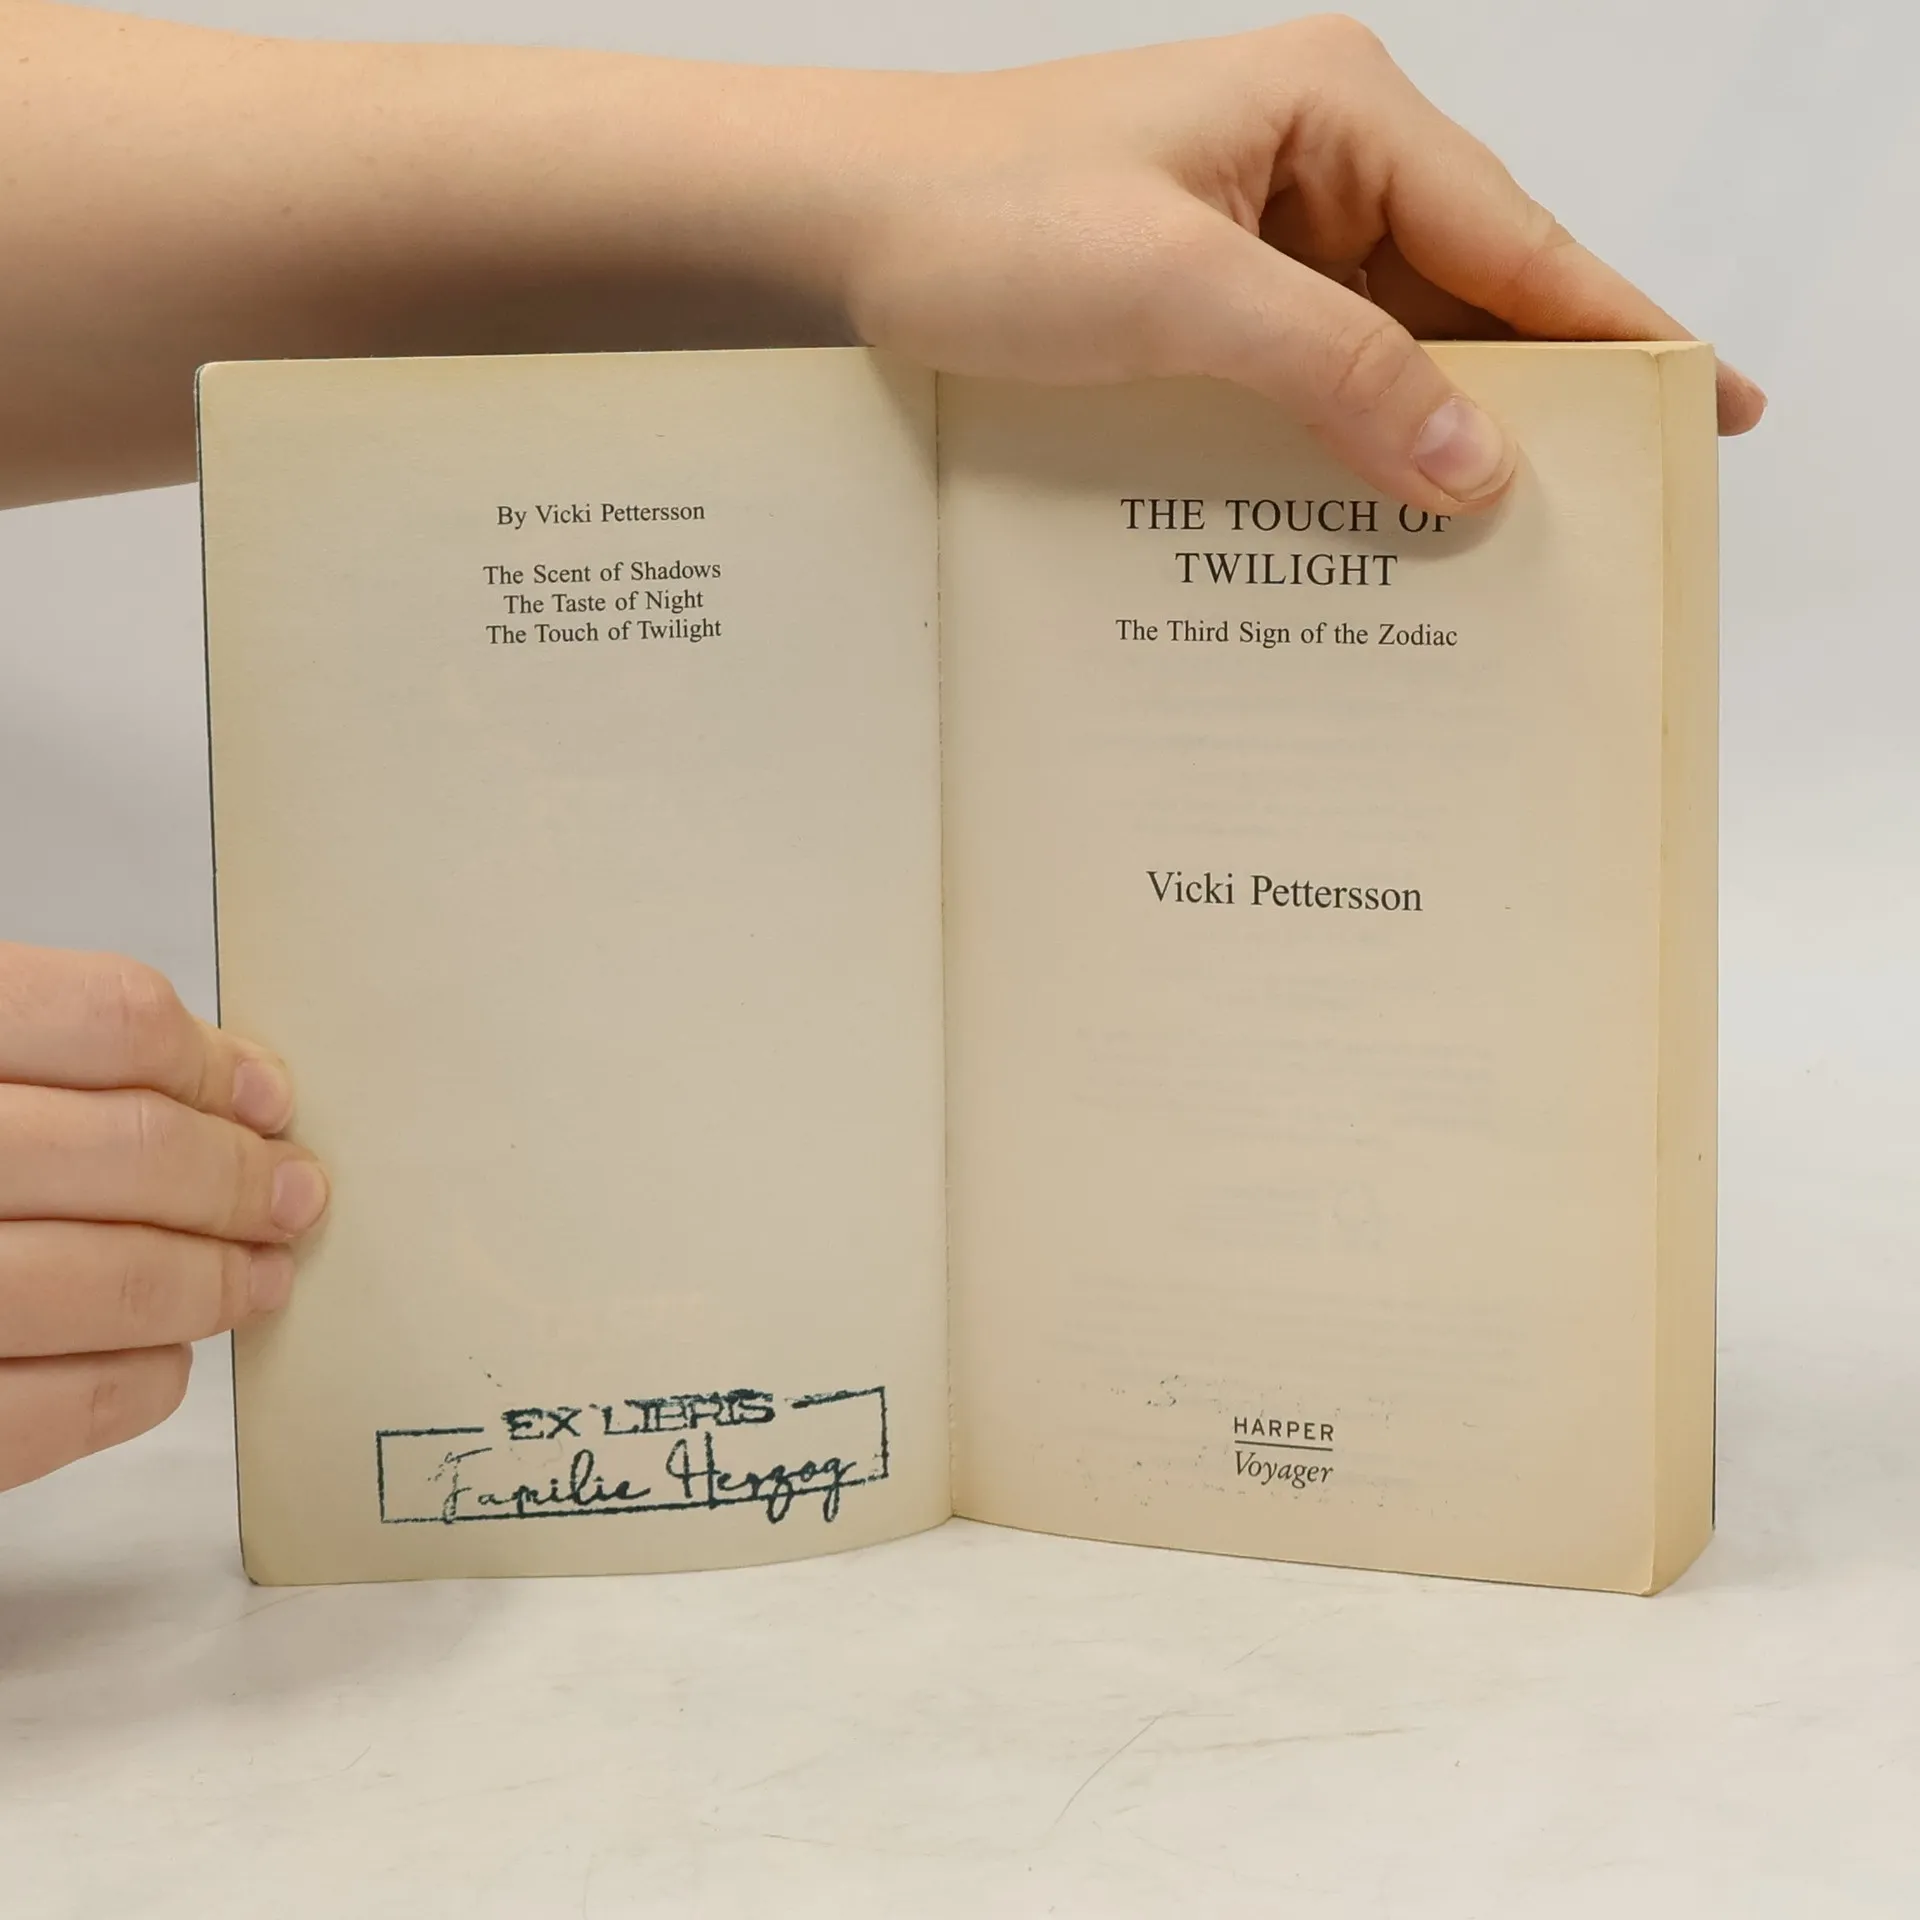 By Vicki Pettersson
The Scent of Shadows
The Taste of Night
The Touch of Twilight
EX LIBRIS
Familie Herzog
THE TOUCH OF
TWILIGHT
The Third Sign of the Zodiac
Vicki Pettersson
HARPER
Voyager